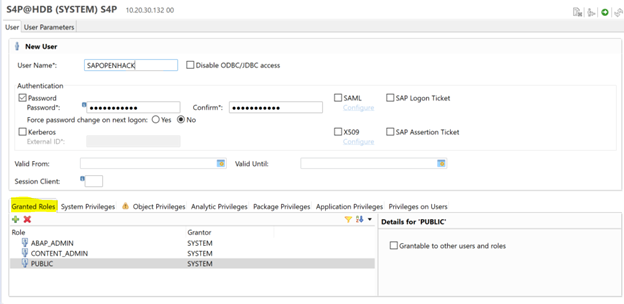 S4P@HDB (SYSTEM) S4P 10.20.30.132 00
User User Parameters
New User
User Name*: SAPOPENHACK Disable ODBC/JDBC access
Authentication
Password SAML SAP Logon Ticket
Password*: ●●●●●●●●●●● Confirm*: ●●●●●●●●●●● Configure
Force password change on next logon: Yes No
Kerberos X509 SAP Assertion Ticket
External ID*: Configure
Valid From: Valid Until:
Session Client:
Granted Roles System Privileges Object Privileges Analytic Privileges Package Privileges Application Privileges Privileges on Users
Details for 'PUBLIC'
Role Grantor
Grantable to other users and roles
ABAP_ADMIN SYSTEM
CONTENT_ADMIN SYSTEM
PUBLIC SYSTEM